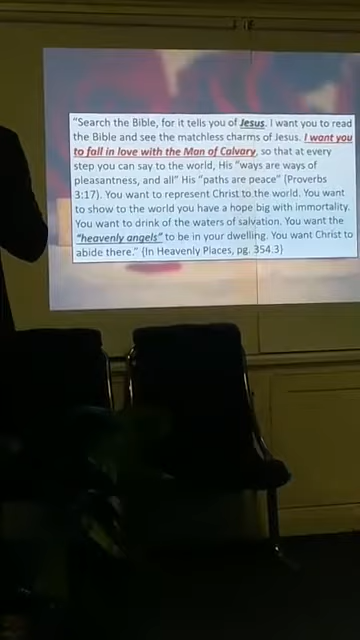 "Search the Bible, for it tells you of Jesus. I want you to read
the Bible and see the matchless charms of Jesus. I want you
to fall in love with the Man of Calvary, so that at every
step you can say to the world, His "ways are ways of
pleasantness, and all" His "paths are peace" (Proverbs
3:17). You want to represent Christ to the world. You want
to show to the world you have a hope big with immortality.
You want to drink of the waters of salvation. You want the
"heavenly angels" to be in your dwelling. You want Christ to
abide there." {In Heavenly Places, pg. 354.3}